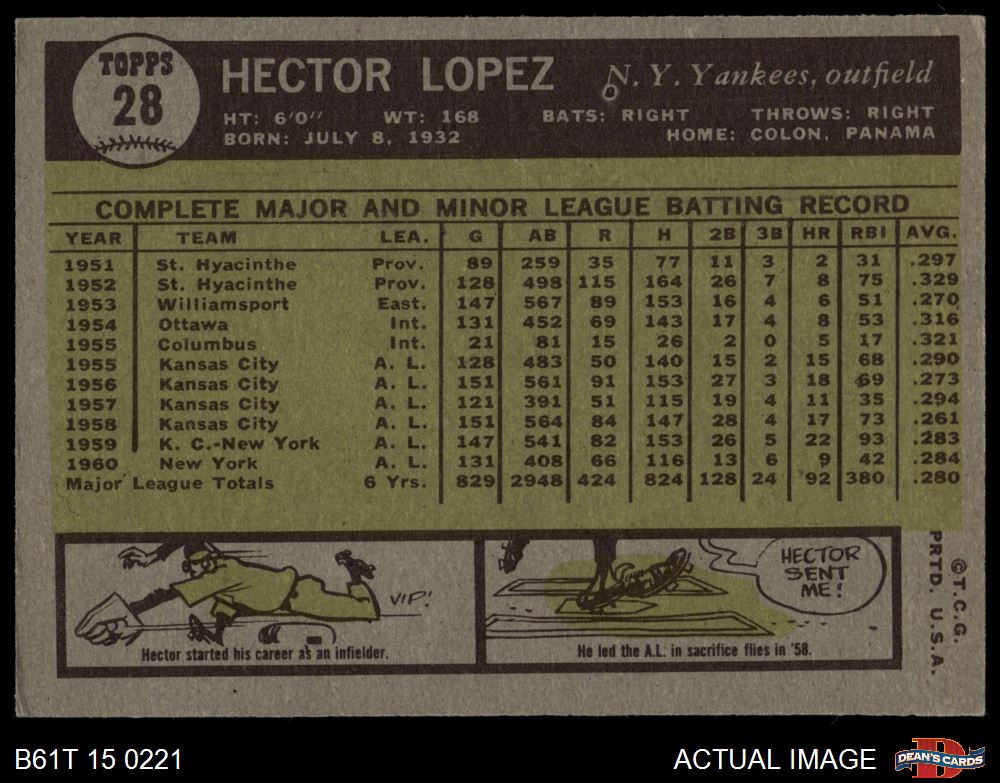 TOPPS
28
HECTOR LOPEZ N. Y. Yankees, outfield
HT: 6'0" WT: 168 BATS: RIGHT THROWS: RIGHT
BORN: JULY 8, 1932 HOME: COLON, PANAMA
COMPLETE MAJOR AND MINOR LEAGUE BATTING RECORD
YEAR TEAM LEA. G AB R H 2B 3B HR RBI AVG.
1951 St. Hyacinthe Prov. 89 259 35 77 11 3 2 31 .297
1952 St. Hyacinthe Prov. 128 498 115 164 26 7 8 75 .329
1953 Williamsport East. 147 567 89 153 16 4 6 51 .270
1954 Ottawa Int. 131 452 69 143 17 4 8 53 .316
1955 Columbus Int. 21 81 15 26 2 0 5 17 .321
1955 Kansas City A. L. 128 483 50 140 15 2 15 68 .290
1956 Kansas City A. L. 151 561 91 153 27 3 18 69 .273
1957 Kansas City A. L. 121 391 51 115 19 4 11 35 .294
1958 Kansas City A. L. 151 564 84 147 28 4 17 73 .261
1959 K. C.-New York A. L. 147 541 82 153 26 5 22 93 .283
1960 New York A. L. 131 408 66 116 13 6 9 42 .284
Major League Totals 6 Yrs. 829 2948 424 824 128 24 92 380 .280
VIP!
Hector started his career as an infielder.
HECTOR
SENT
ME!
He led the A.L. in sacrifice flies in '58.
©T.C.G.
PRTD. U.S.A.
B61T 15 0221 ACTUAL IMAGE
DEAN'S CARDS